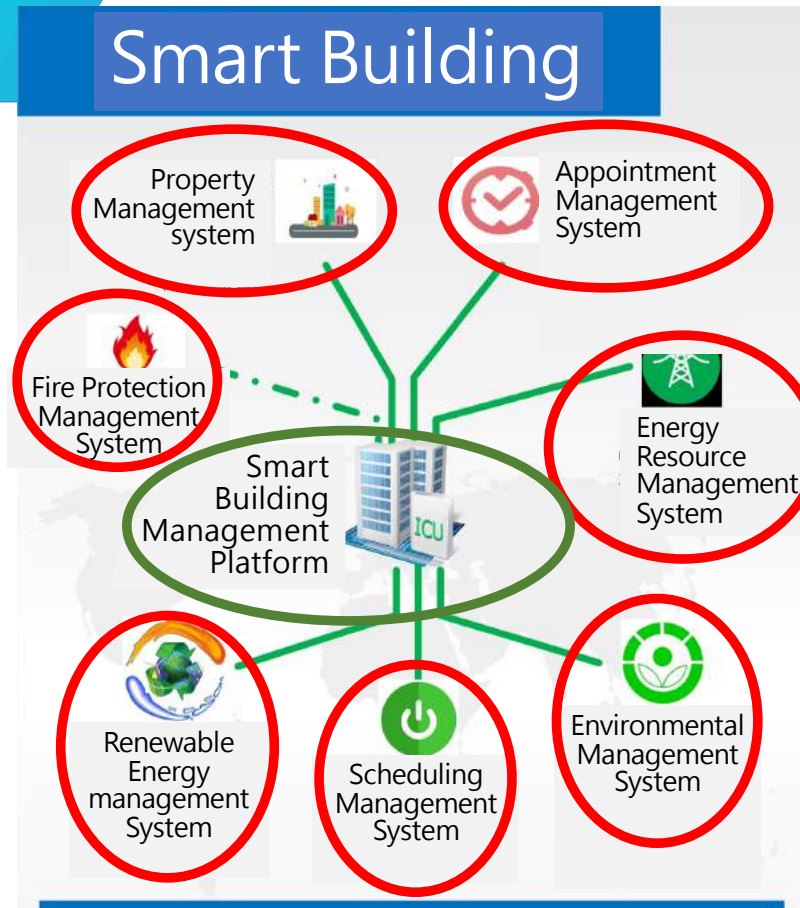 Smart Building
Property
Management
system
Appointment
Management
System
Fire Protection
Management
System
Energy
Resource
Management
System
Smart
Building
Management
Platform
ICU
Renewable
Energy
management
System
Scheduling
Management
System
Environmental
Management
System